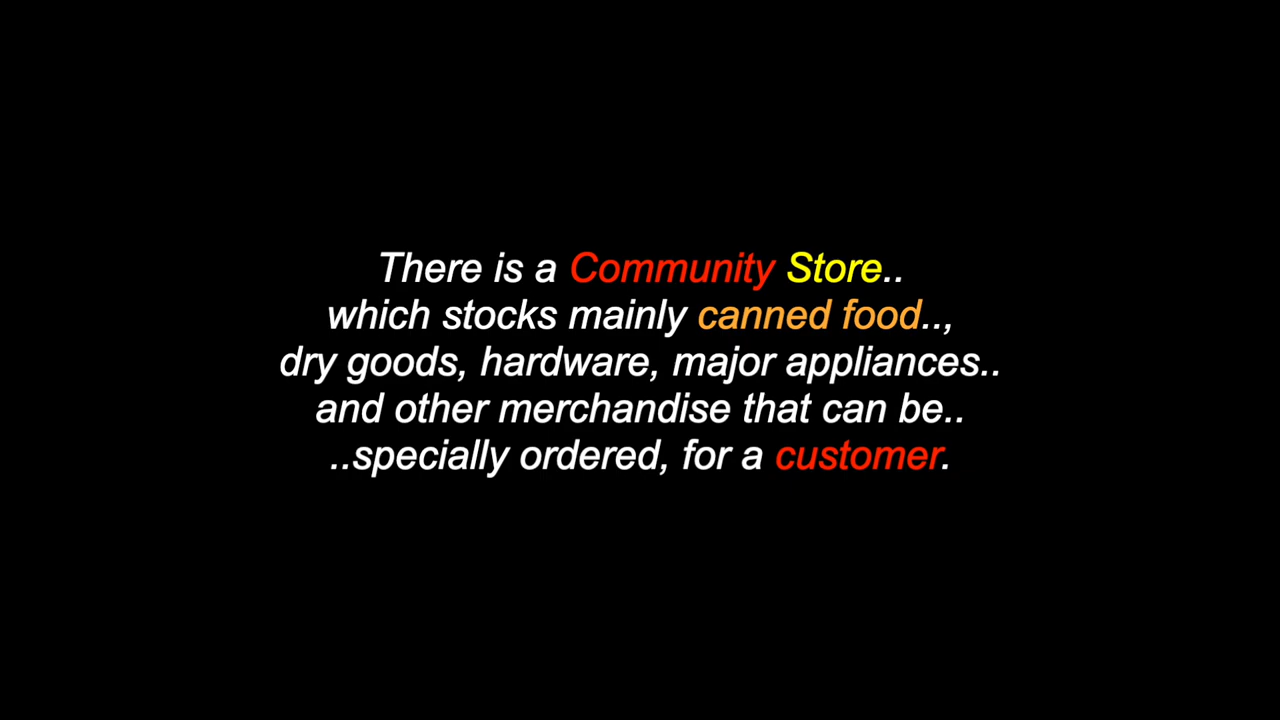 There is a Community Store..
which stocks mainly canned food..,
dry goods, hardware, major appliances..
and other merchandise that can be..
..specially ordered, for a customer.